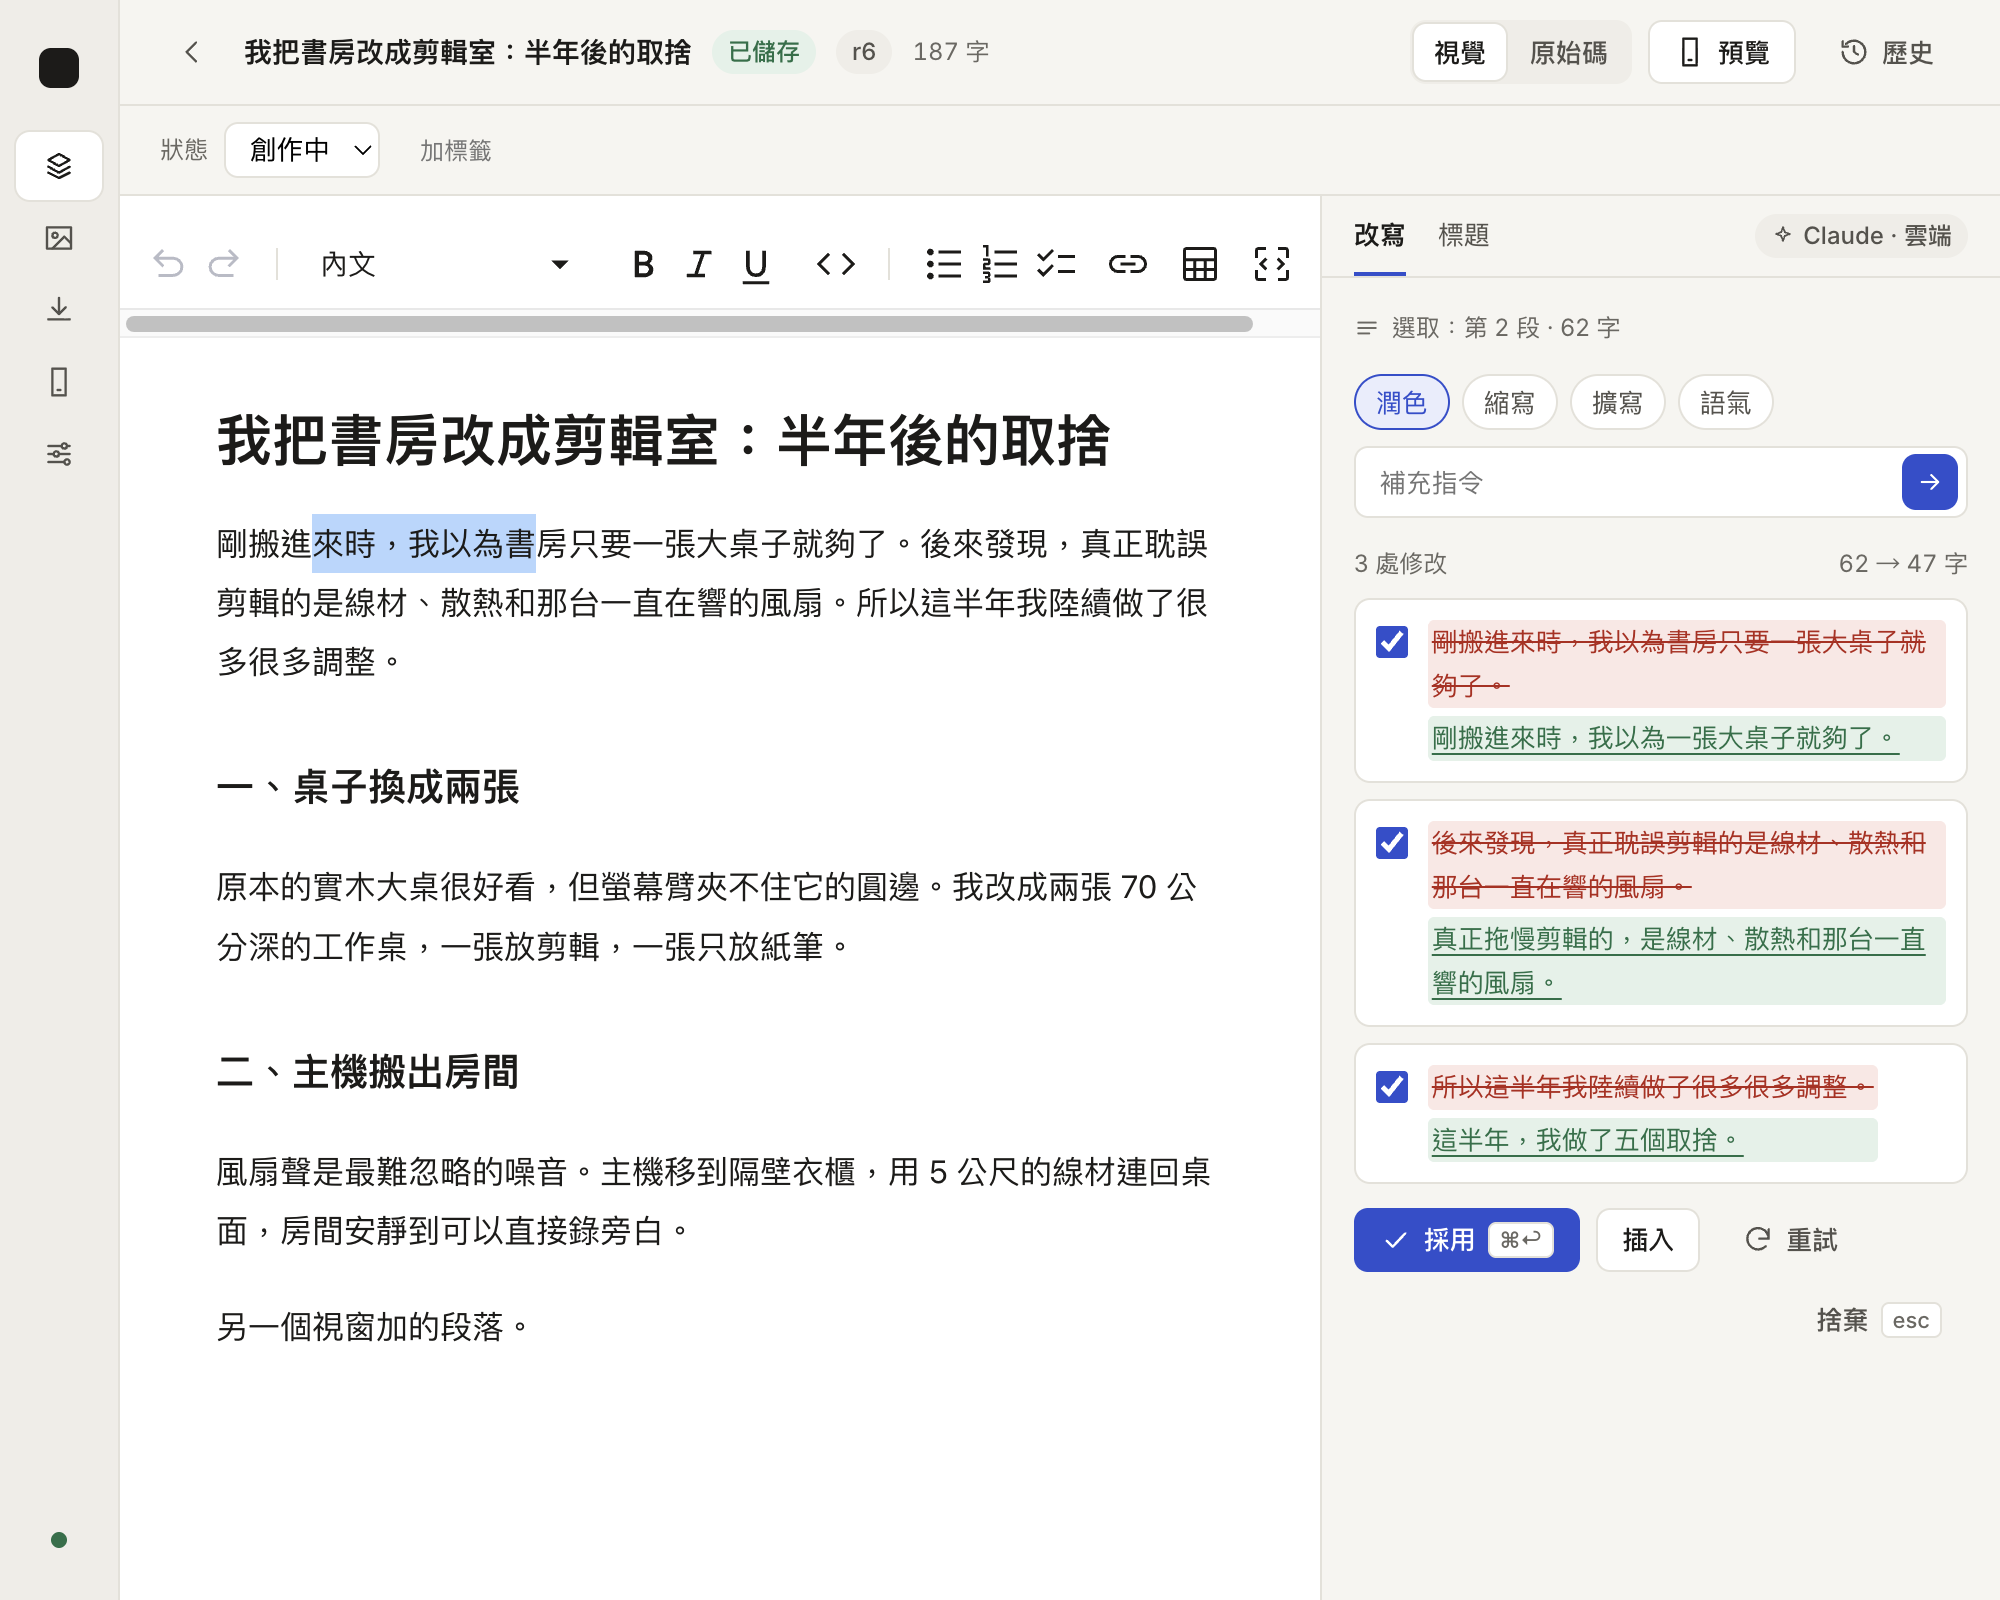 我把書房改成剪輯室：半年後的取捨 已儲存 r6 187 字 視覺 原始碼 預覽 歷史
狀態 創作中 加標籤
內文 B I U
我把書房改成剪輯室：半年後的取捨
剛搬進來時，我以為書房只要一張大桌子就夠了。後來發現，真正耽誤
剪輯的是線材、散熱和那台一直在響的風扇。所以這半年我陸續做了很
多很多調整。
一、桌子換成兩張
原本的實木大桌很好看，但螢幕臂夾不住它的圓邊。我改成兩張 70 公
分深的工作桌，一張放剪輯，一張只放紙筆。
二、主機搬出房間
風扇聲是最難忽略的噪音。主機移到隔壁衣櫃，用 5 公尺的線材連回桌
面，房間安靜到可以直接錄旁白。
另一個視窗加的段落。
改寫 標題 Claude · 雲端
選取：第 2 段 · 62 字
潤色 縮寫 擴寫 語氣
補充指令
3 處修改 62 → 47 字
剛搬進來時，我以為書房只要一張大桌子就
夠了。
剛搬進來時，我以為一張大桌子就夠了。
後來發現，真正耽誤剪輯的是線材、散熱和
那台一直在響的風扇。
真正拖慢剪輯的，是線材、散熱和那台一直
響的風扇。
所以這半年我陸續做了很多很多調整。
這半年，我做了五個取捨。
採用 ⌘↩ 插入 重試
捨棄 esc